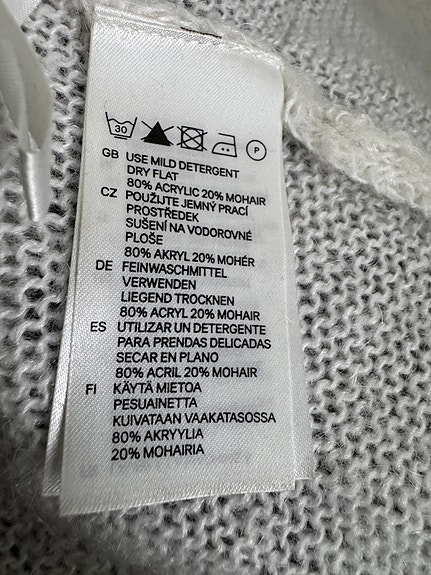 30 P
GB USE MILD DETERGENT
DRY FLAT
80% ACRYLIC 20% MOHAIR
CZ POUŽIJTE JEMNÝ PRACÍ
PROSTŘEDEK
SUŠENÍ NA VODOROVNÉ
PLOŠE
80% AKRYL 20% MOHÉR
DE FEINWASCHMITTEL
VERWENDEN
LIEGEND TROCKNEN
80% ACRYL 20% MOHAIR
ES UTILIZAR UN DETERGENTE
PARA PRENDAS DELICADAS
SECAR EN PLANO
80% ACRIL 20% MOHAIR
FI KÄYTÄ MIETOA
PESUAINETTA
KUIVATAAN VAAKATASOSSA
80% AKRYYLIA
20% MOHAIRIA